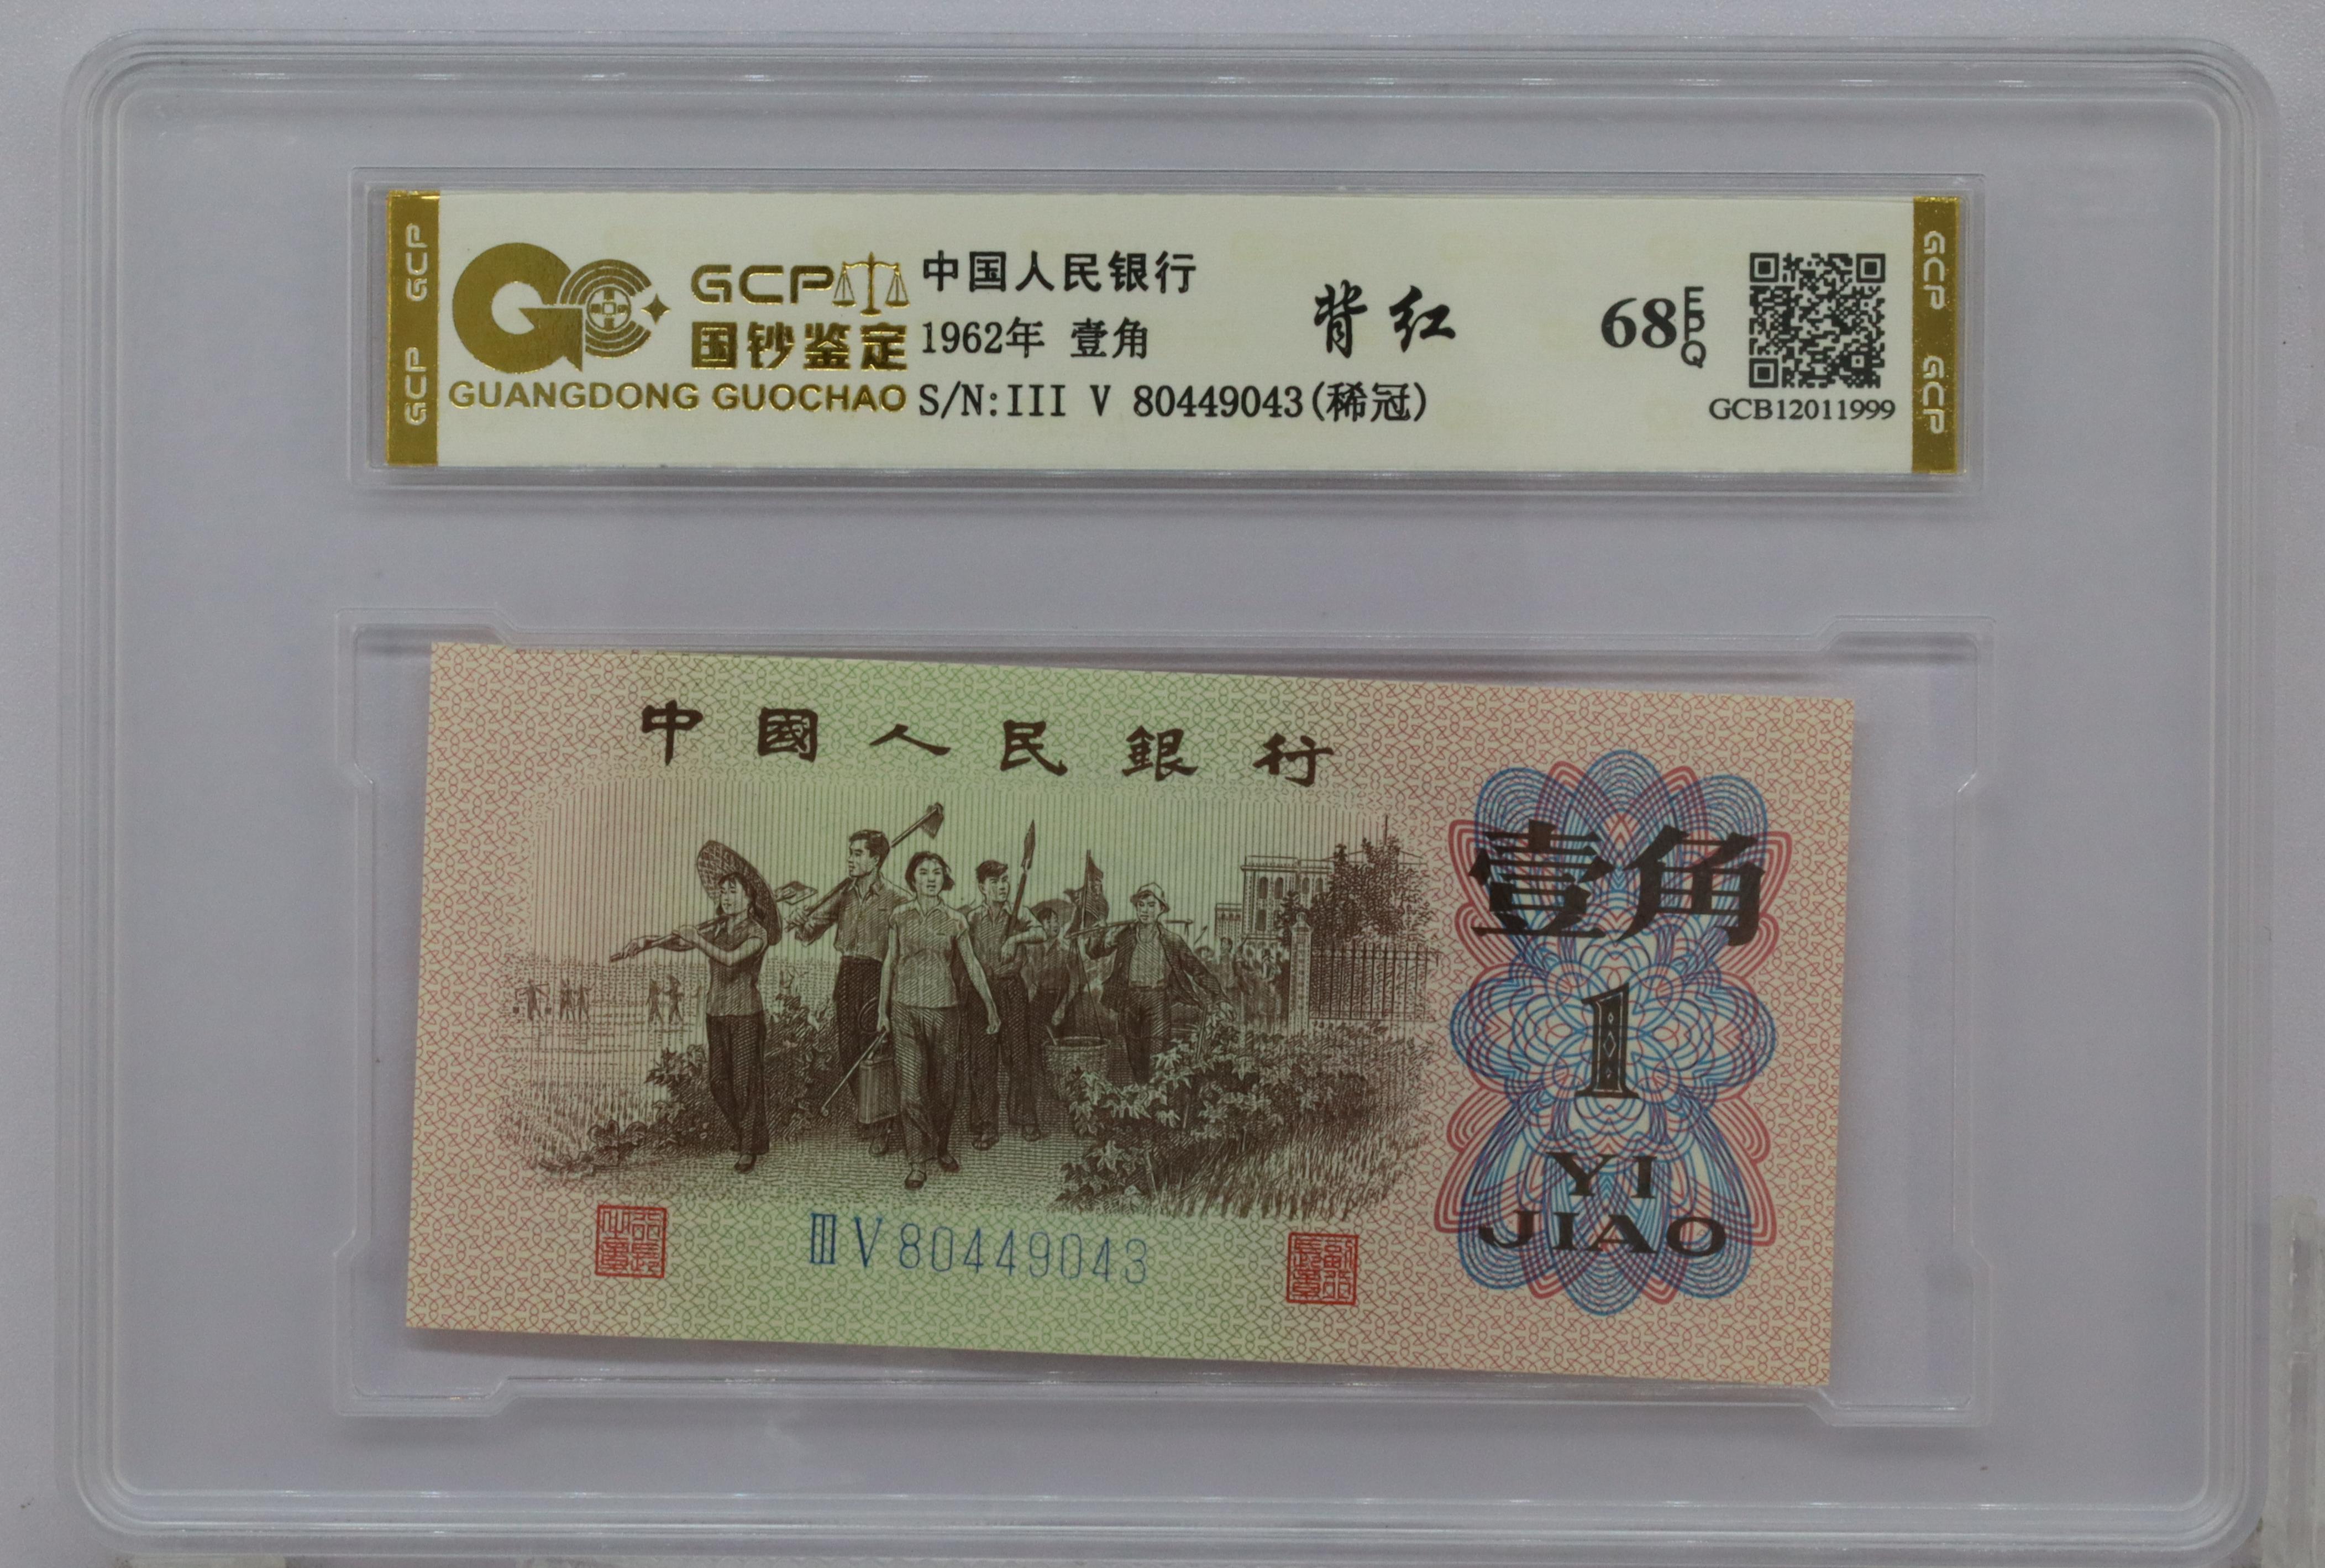 GCP
GCP
GCP
国钞鉴定
GUANGDONG GUOCHAO
中国人民银行
1962年 壹角
S/N:III V 80449043(稀冠)
背红
68 EPQ
GCB12011999
GCP
GCP
中國人民銀行
壹角
1
YI
JIAO
III V 80449043